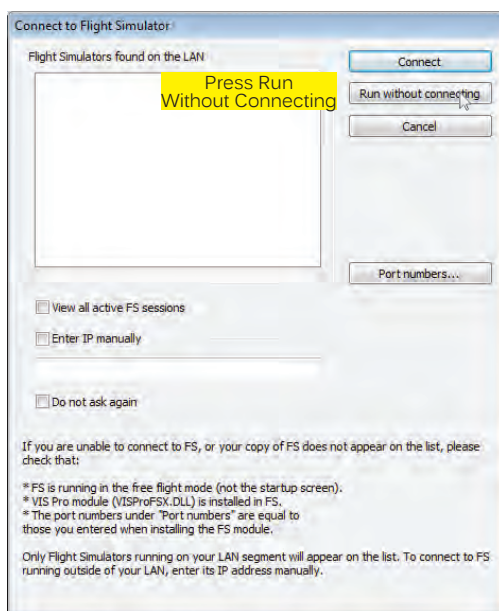 Connect to Flight Simulator
Flight Simulators found on the LAN
Connect
Press Run
Without Connecting
Run without connecting
Cancel
Port numbers...
View all active FS sessions
Enter IP manually
Do not ask again
If you are unable to connect to FS, or your copy of FS does not appear on the list, please
check that:
* FS is running in the free flight mode (not the startup screen).
* VIS Pro module (VISProFSX.DLL) is installed in FS.
* The port numbers under "Port numbers" are equal to
those you entered when installing the FS module.
Only Flight Simulators running on your LAN segment will appear on the list. To connect to FS
running outside of your LAN, enter its IP address manually.